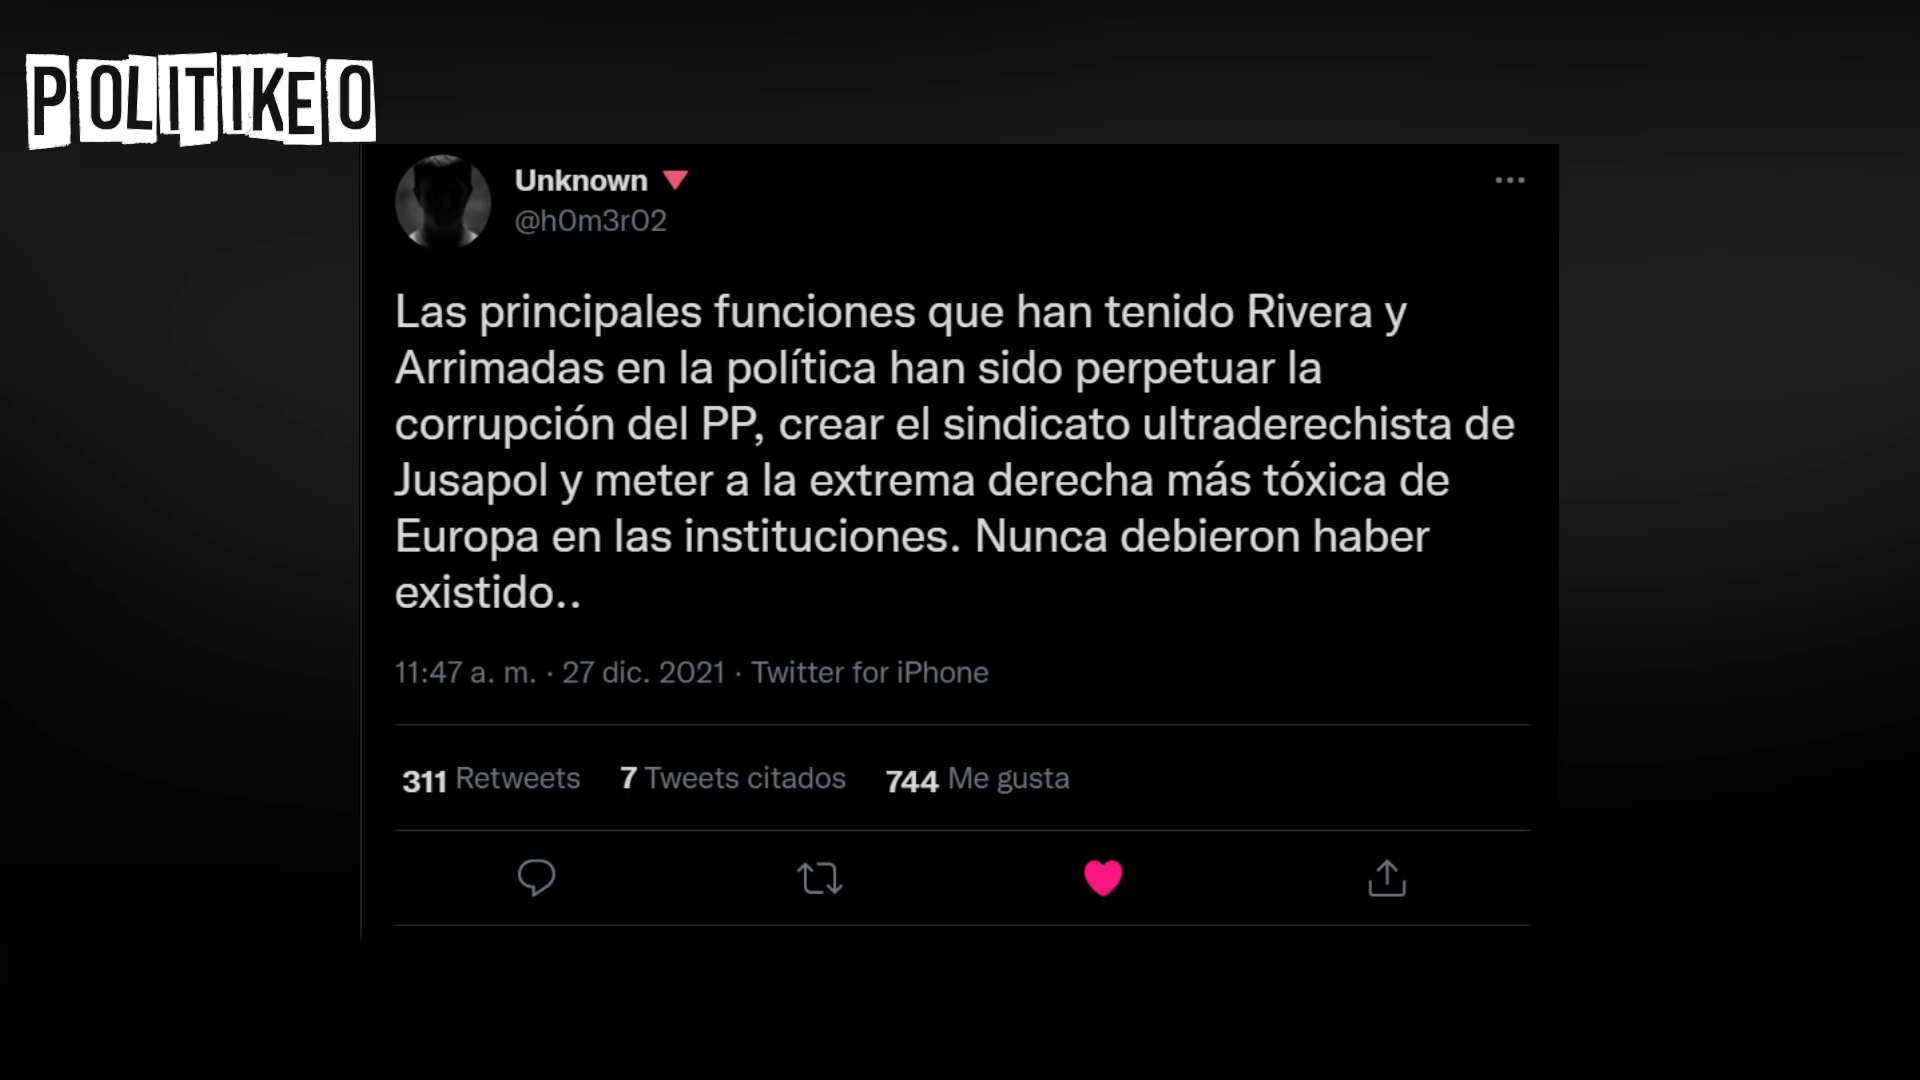 POLITIKEO
Unknown
@h0m3r02
Las principales funciones que han tenido Rivera y
Arrimadas en la política han sido perpetuar la
corrupción del PP, crear el sindicato ultraderechista de
Jusapol y meter a la extrema derecha más tóxica de
Europa en las instituciones. Nunca debieron haber
existido..
11:47 a. m. · 27 dic. 2021 · Twitter for iPhone
311 Retweets 7 Tweets citados 744 Me gusta